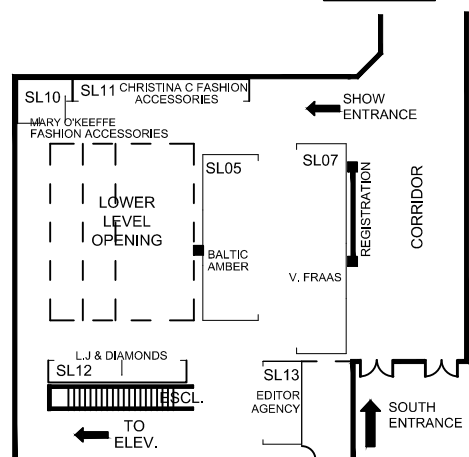 SL10
SL11
CHRISTINA C FASHION
ACCESSORIES
MARY O'KEEFFE
FASHION ACCESSORIES
SHOW
ENTRANCE
SL05
SL07
LOWER
LEVEL
OPENING
REGISTRATION
CORRIDOR
BALTIC
AMBER
V. FRAAS
L.J & DIAMONDS
SL12
SL13
ESCL.
EDITOR
AGENCY
TO
ELEV.
SOUTH
ENTRANCE